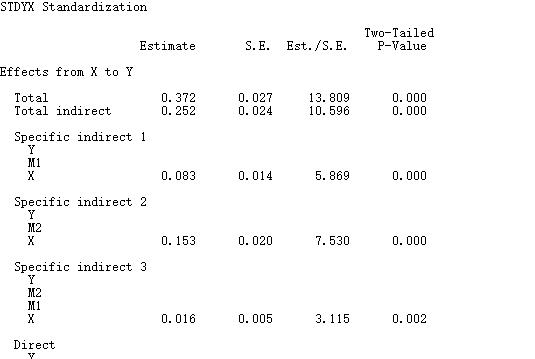 STDYX Standardization
Two-Tailed
Estimate S.E. Est./S.E. P-Value
Effects from X to Y
Total 0.372 0.027 13.809 0.000
Total indirect 0.252 0.024 10.596 0.000
Specific indirect 1
Y
M1
X 0.083 0.014 5.869 0.000
Specific indirect 2
Y
M2
X 0.153 0.020 7.530 0.000
Specific indirect 3
Y
M2
M1
X 0.016 0.005 3.115 0.002
Direct
Y